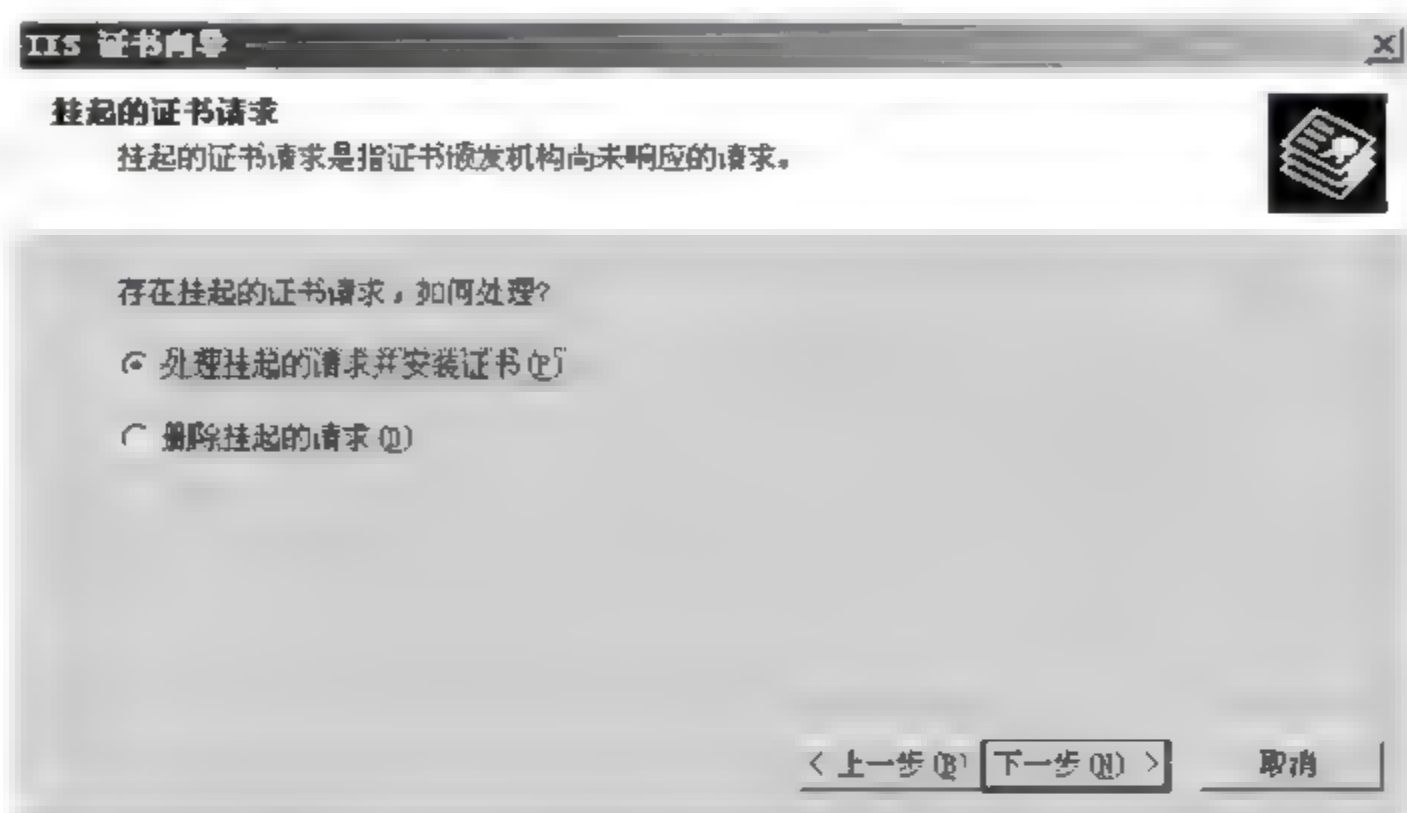 IIS 证书向导
挂起的证书请求
挂起的证书请求是指证书颁发机构尚未响应的请求。
存在挂起的证书请求，如何处理?
处理挂起的请求并安装证书(P)
删除挂起的请求(D)
< 上一步(B) 下一步(N) > 取消